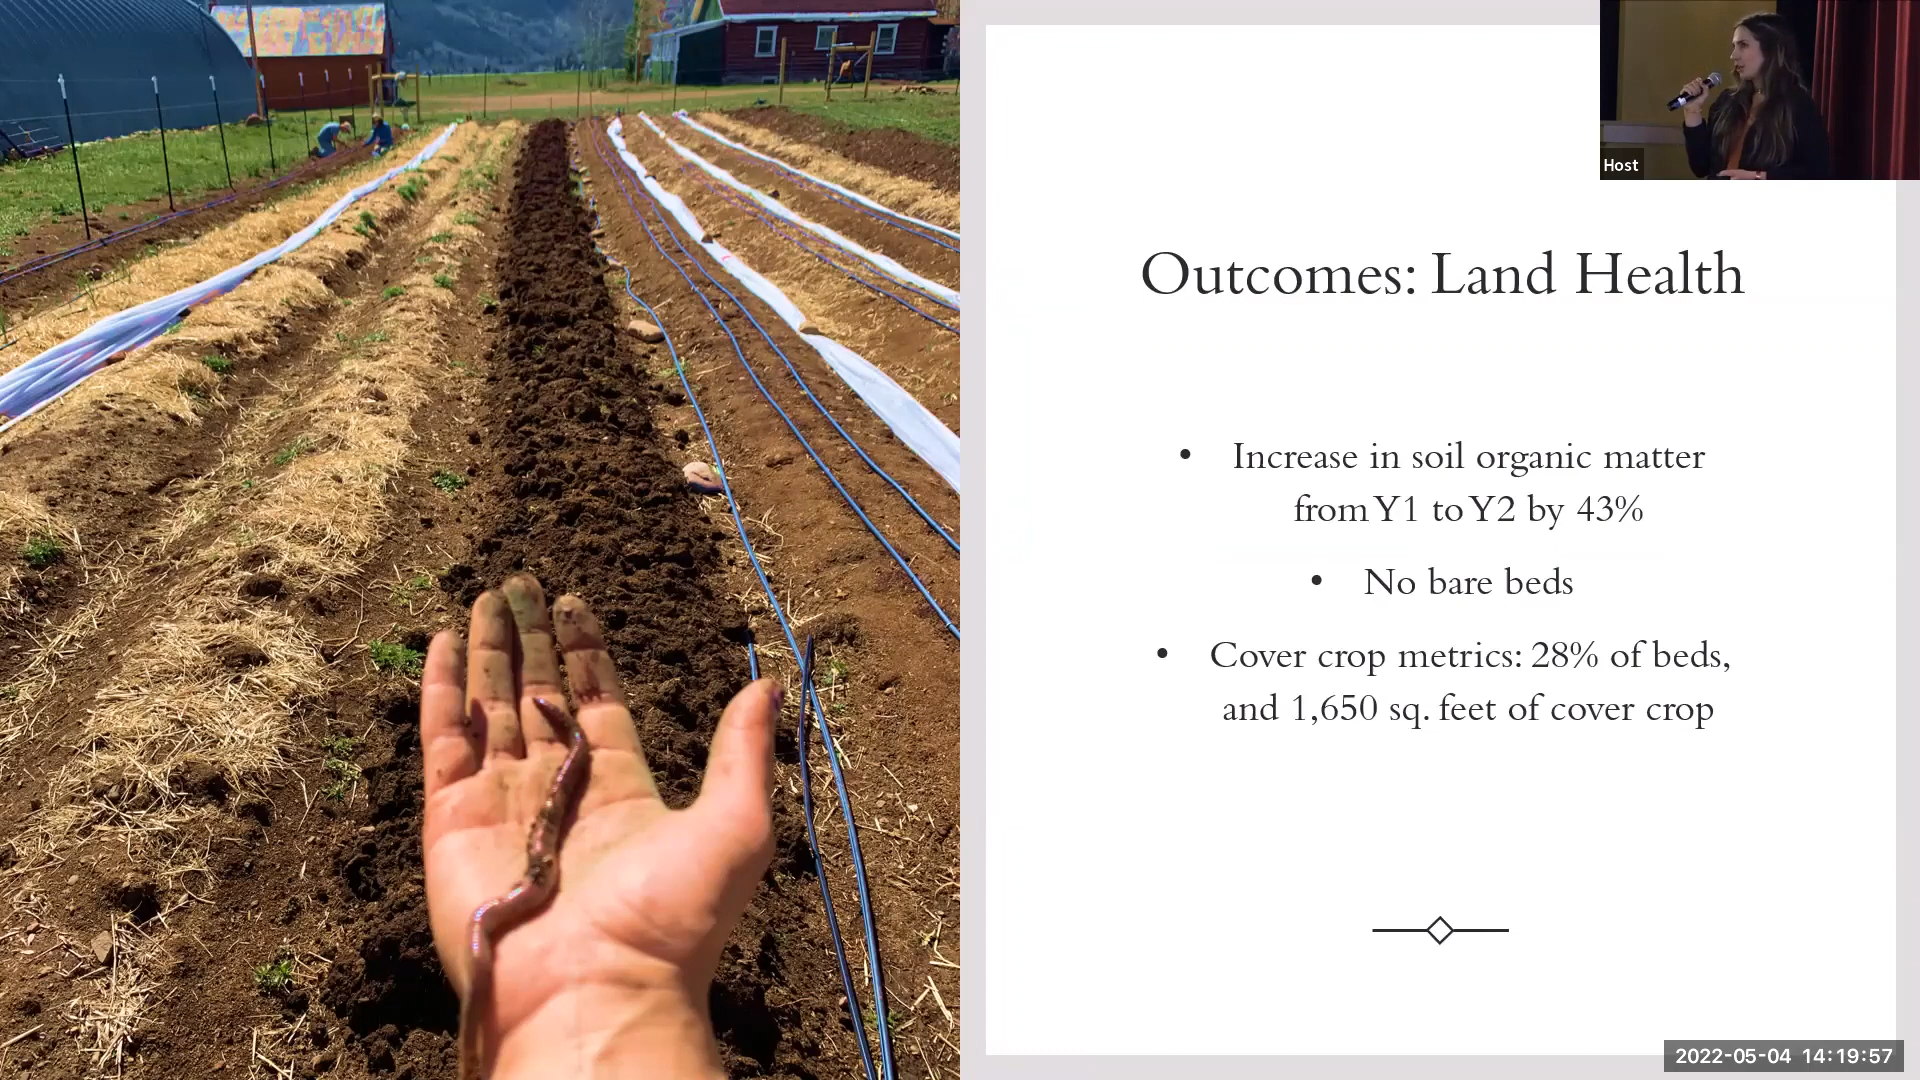 Host
Outcomes: Land Health
• Increase in soil organic matter
from Y1 to Y2 by 43%
• No bare beds
• Cover crop metrics: 28% of beds,
and 1,650 sq. feet of cover crop
2022-05-04 14:19:57